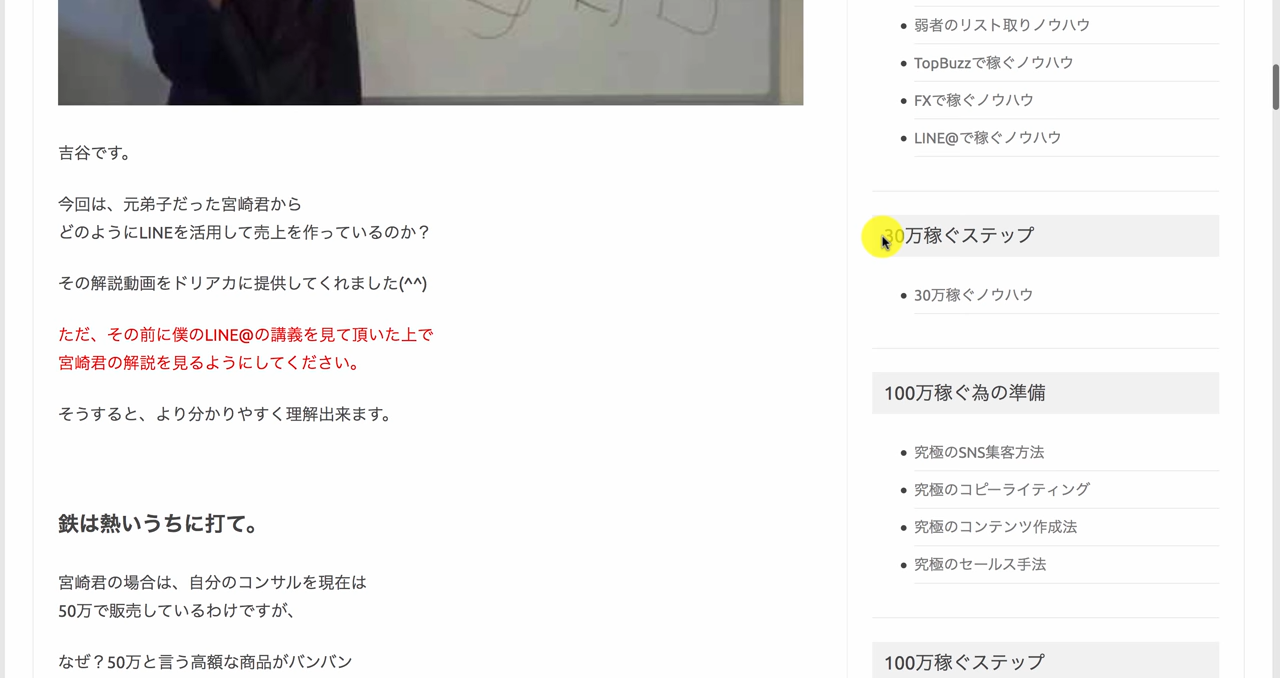 吉谷です。
今回は、元弟子だった宮崎君から
どのようにLINEを活用して売上を作っているのか？
その解説動画をドリアカに提供してくれました(^^)
ただ、その前に僕のLINE@の講義を見て頂いた上で
宮崎君の解説を見るようにしてください。
そうすると、より分かりやすく理解出来ます。
鉄は熱いうちに打て。
宮崎君の場合は、自分のコンサルを現在は
50万で販売しているわけですが、
なぜ？50万と言う高額な商品がバンバン
弱者のリスト取りノウハウ
TopBuzzで稼ぐノウハウ
FXで稼ぐノウハウ
LINE@で稼ぐノウハウ
30万稼ぐステップ
30万稼ぐノウハウ
100万稼ぐ為の準備
究極のSNS集客方法
究極のコピーライティング
究極のコンテンツ作成法
究極のセールス手法
100万稼ぐステップ